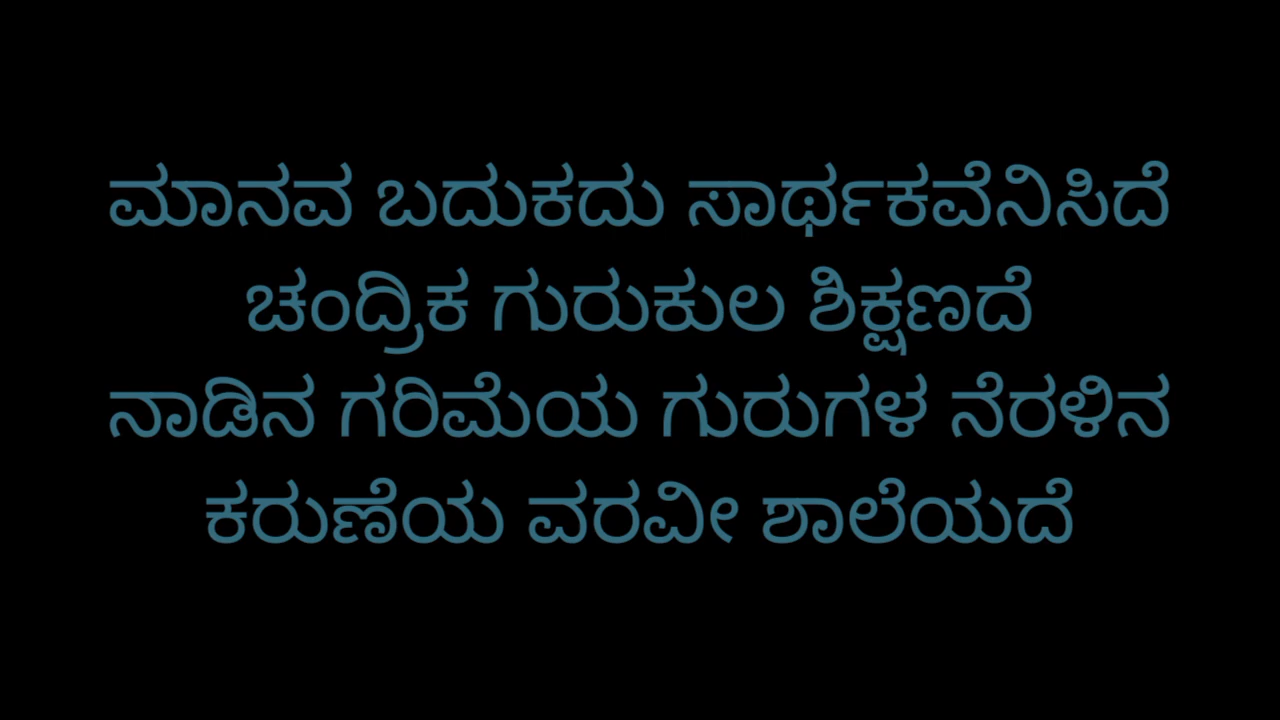 ಮಾನವ ಬದುಕದು ಸಾರ್ಥಕವೆನಿಸಿದೆ
ಚಂದ್ರಿಕ ಗುರುಕುಲ ಶಿಕ್ಷಣದೆ
ನಾಡಿನ ಗರಿಮೆಯ ಗುರುಗಳ ನೆರಳಿನ
ಕರುಣೆಯ ವರವೀ ಶಾಲೆಯದೆ